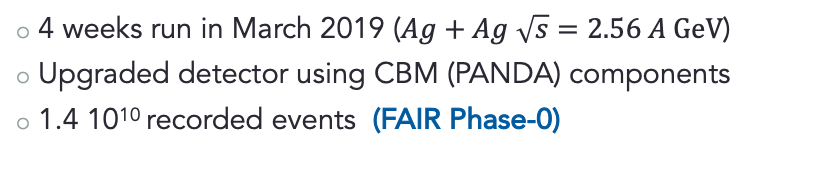 ○ 4 weeks run in March 2019 (Ag + Ag √s = 2.56 A GeV)
○ Upgraded detector using CBM (PANDA) components
○ 1.4 10¹⁰ recorded events (FAIR Phase-0)